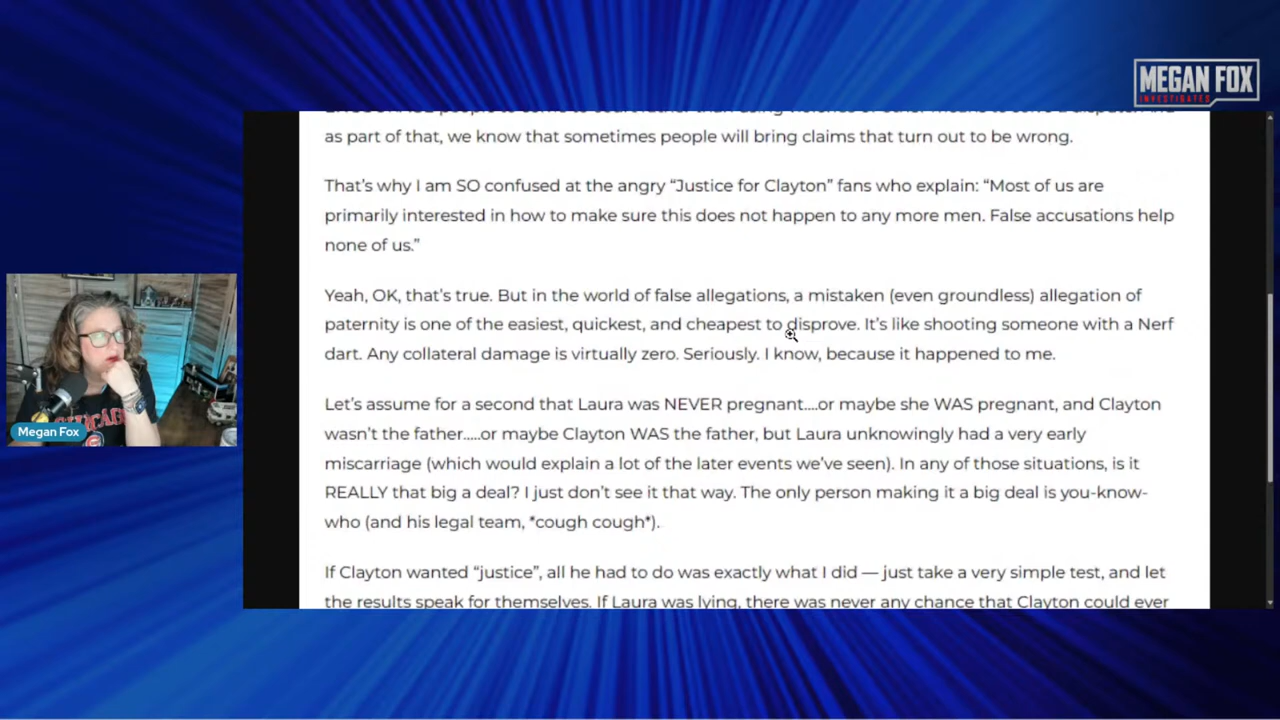 MEGAN FOX
INVESTIGATES
as part of that, we know that sometimes people will bring claims that turn out to be wrong.
That's why I am SO confused at the angry “Justice for Clayton” fans who explain: “Most of us are
primarily interested in how to make sure this does not happen to any more men. False accusations help
none of us.”
Yeah, OK, that's true. But in the world of false allegations, a mistaken (even groundless) allegation of
paternity is one of the easiest, quickest, and cheapest to disprove. It's like shooting someone with a Nerf
dart. Any collateral damage is virtually zero. Seriously. I know, because it happened to me.
Let's assume for a second that Laura was NEVER pregnant....or maybe she WAS pregnant, and Clayton
wasn't the father.....or maybe Clayton WAS the father, but Laura unknowingly had a very early
miscarriage (which would explain a lot of the later events we've seen). In any of those situations, is it
REALLY that big a deal? I just don't see it that way. The only person making it a big deal is you-know-
who (and his legal team, *cough cough*).
If Clayton wanted “justice”, all he had to do was exactly what I did — just take a very simple test, and let
the results speak for themselves. If Laura was lying, there was never any chance that Clayton could ever
Megan Fox